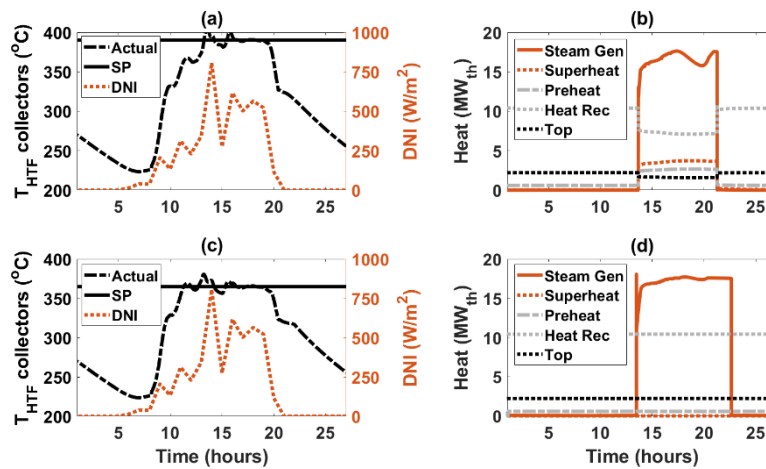 (a)
400
350
300
250
200
T_HTF collectors (°C)
Actual
SP
DNI
1000
750
500
250
0
DNI (W/m²)
5 10 15 20 25
(b)
20
15
10
5
0
Heat (MW_th)
Steam Gen
Superheat
Preheat
Heat Rec
Top
5 10 15 20 25
(c)
400
350
300
250
200
T_HTF collectors (°C)
Actual
SP
DNI
1000
750
500
250
0
DNI (W/m²)
5 10 15 20 25
Time (hours)
(d)
20
15
10
5
0
Heat (MW_th)
Steam Gen
Superheat
Preheat
Heat Rec
Top
5 10 15 20 25
Time (hours)